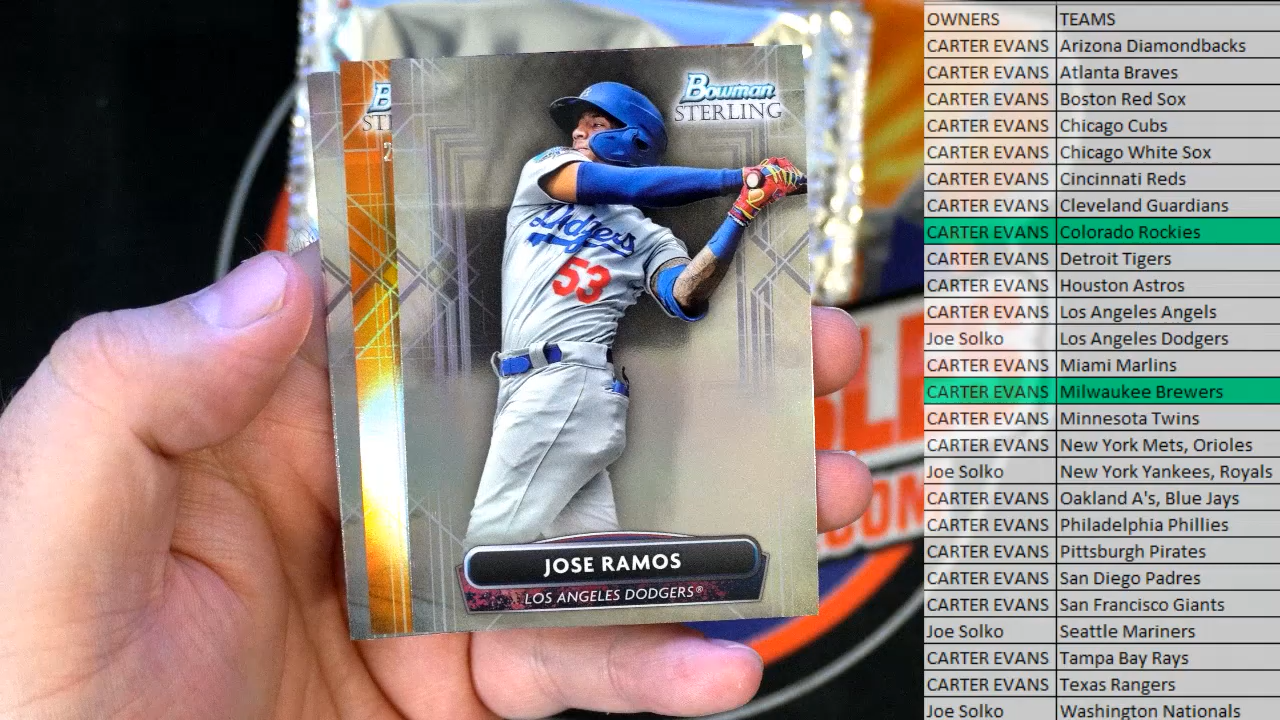 Bowman
STERLING
B
ST
2
Dodgers
53
JOSE RAMOS
LOS ANGELES DODGERS®
OWNERS TEAMS
CARTER EVANS Arizona Diamondbacks
CARTER EVANS Atlanta Braves
CARTER EVANS Boston Red Sox
CARTER EVANS Chicago Cubs
CARTER EVANS Chicago White Sox
CARTER EVANS Cincinnati Reds
CARTER EVANS Cleveland Guardians
CARTER EVANS Colorado Rockies
CARTER EVANS Detroit Tigers
CARTER EVANS Houston Astros
CARTER EVANS Los Angeles Angels
Joe Solko Los Angeles Dodgers
CARTER EVANS Miami Marlins
CARTER EVANS Milwaukee Brewers
CARTER EVANS Minnesota Twins
CARTER EVANS New York Mets, Orioles
Joe Solko New York Yankees, Royals
CARTER EVANS Oakland A's, Blue Jays
CARTER EVANS Philadelphia Phillies
CARTER EVANS Pittsburgh Pirates
CARTER EVANS San Diego Padres
CARTER EVANS San Francisco Giants
Joe Solko Seattle Mariners
CARTER EVANS Tampa Bay Rays
CARTER EVANS Texas Rangers
Joe Solko Washington Nationals